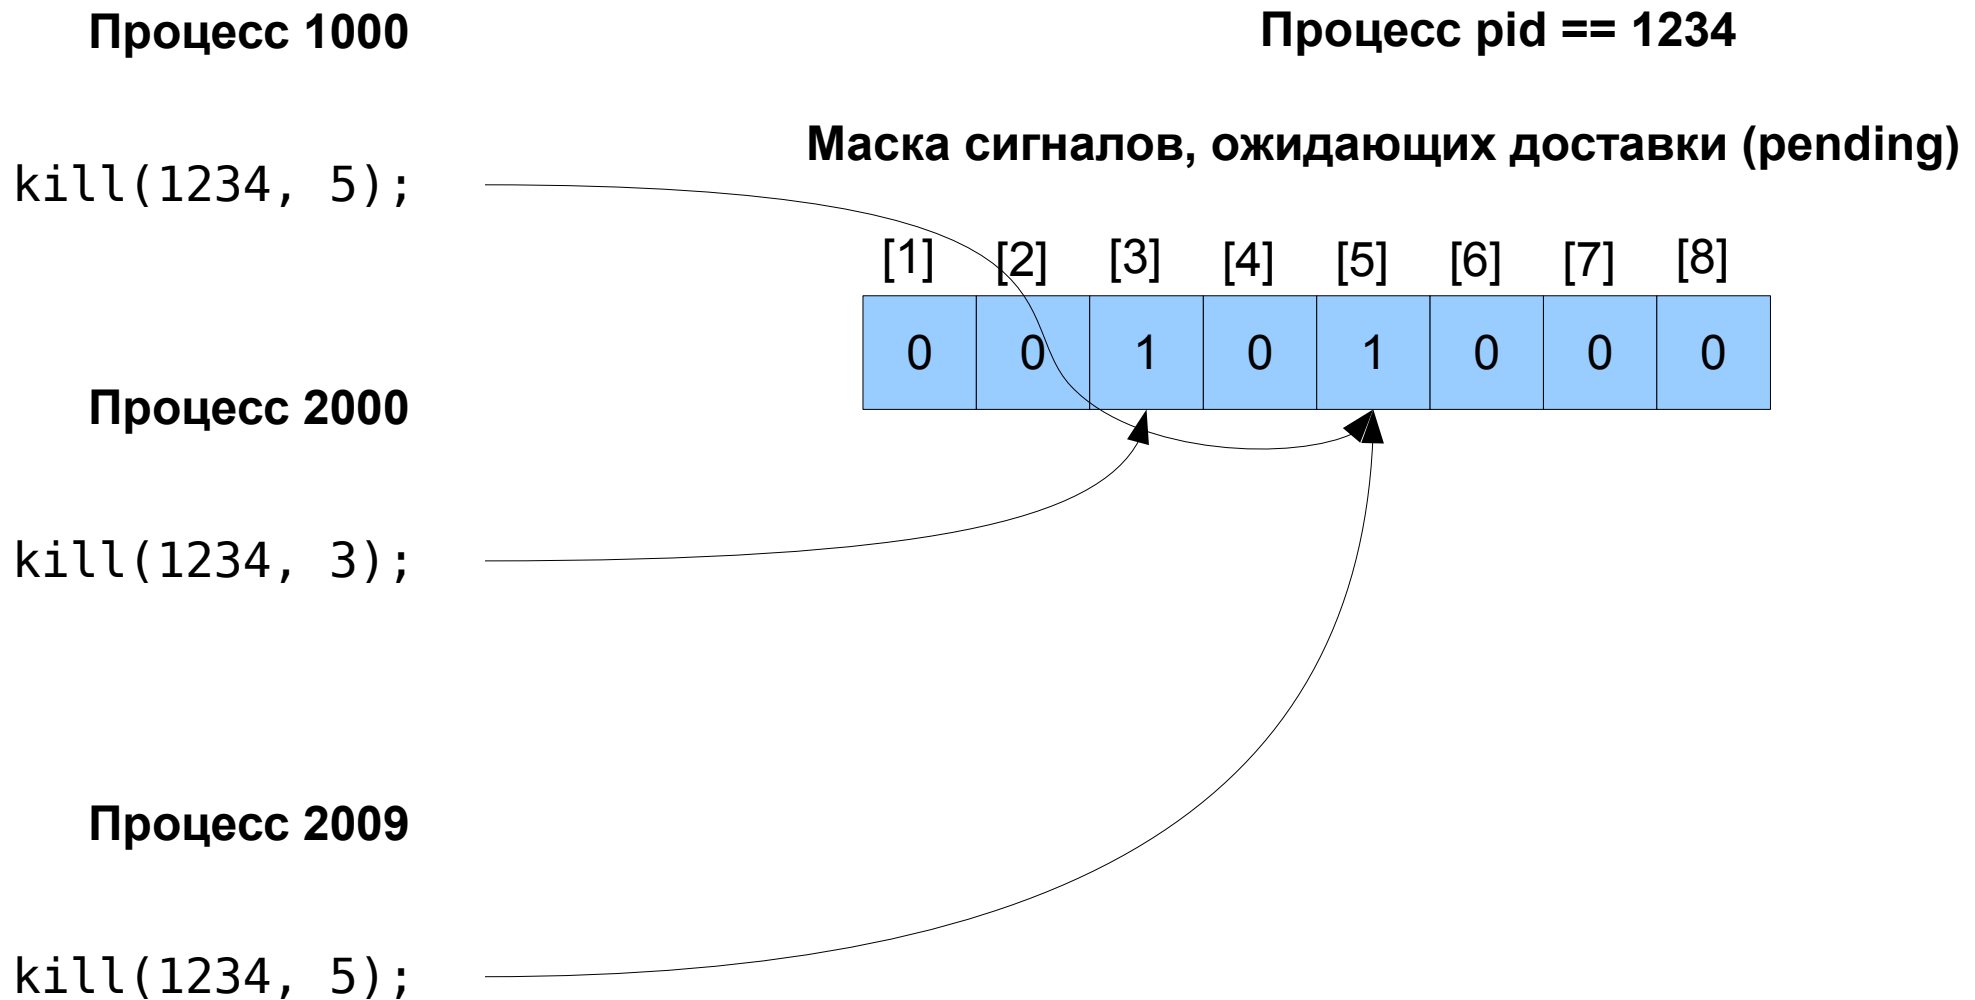 Процесс 1000
Процесс pid == 1234
Маска сигналов, ожидающих доставки (pending)
kill(1234, 5);
[1] [2] [3] [4] [5] [6] [7] [8]
0 0 1 0 1 0 0 0
Процесс 2000
kill(1234, 3);
Процесс 2009
kill(1234, 5);